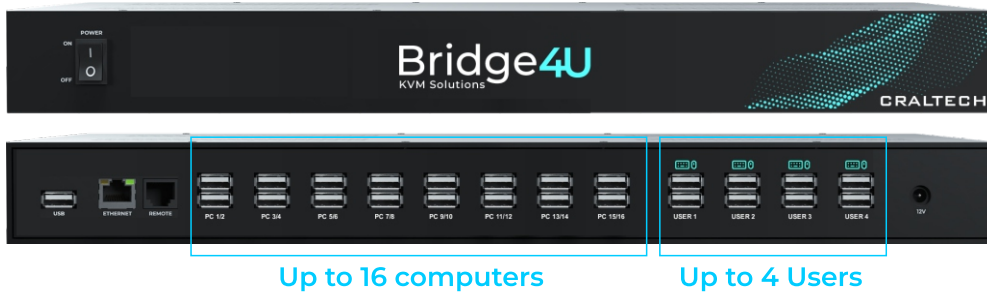 POWER
ON
I
O
OFF
Bridge4U
KVM Solutions
CRALTECH
USB
ETHERNET
REMOTE
PC 1/2
PC 3/4
PC 5/6
PC 7/8
PC 9/10
PC 11/12
PC 13/14
PC 15/16
USER 1
USER 2
USER 3
USER 4
12V
Up to 16 computers
Up to 4 Users